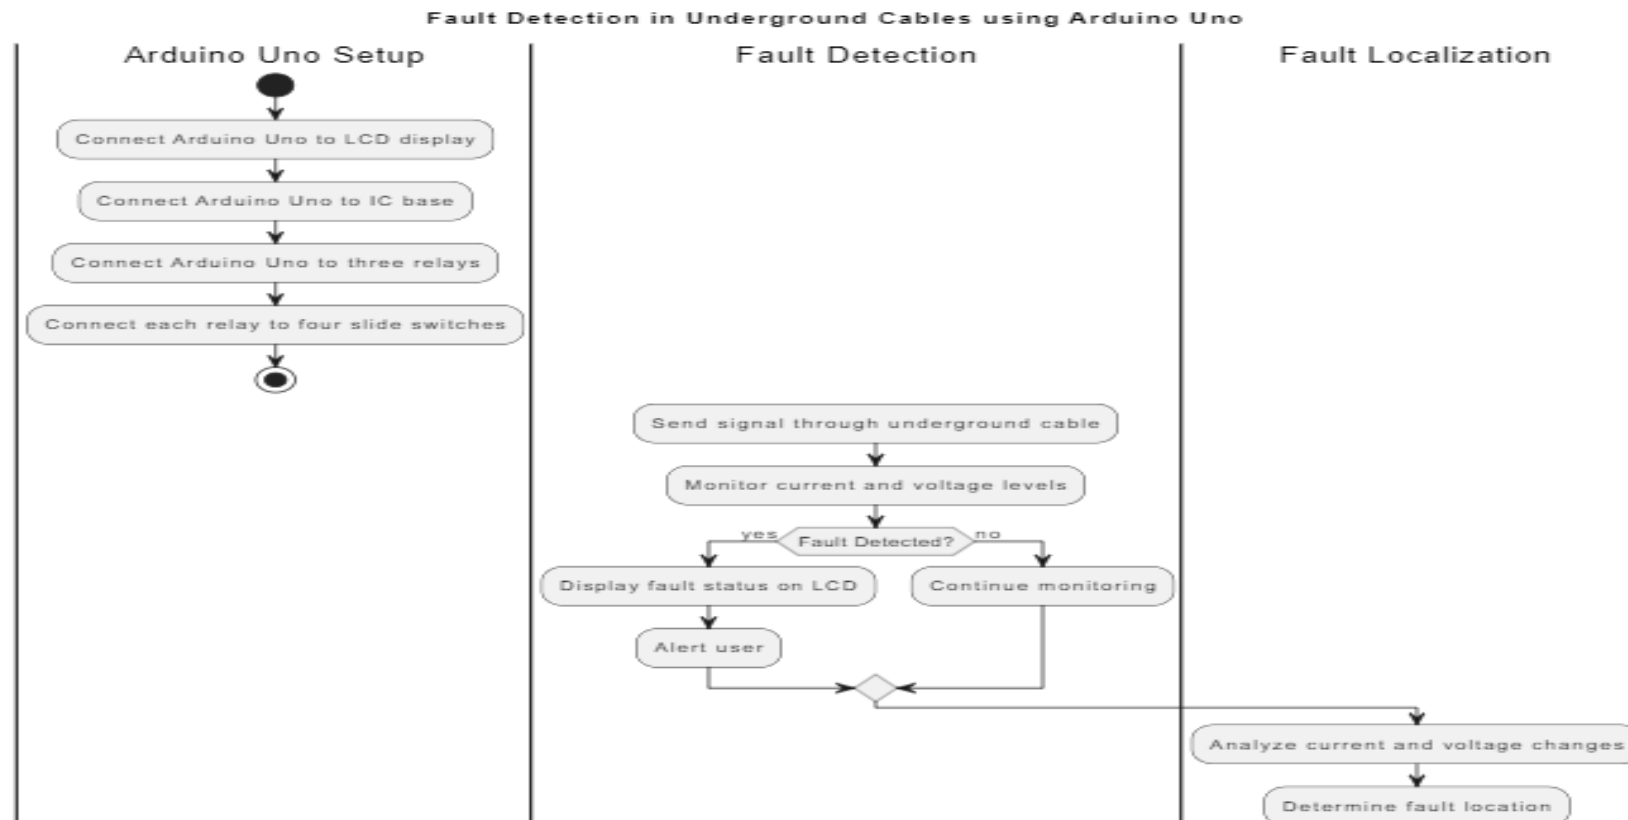 Fault Detection in Underground Cables using Arduino Uno
Arduino Uno Setup
Fault Detection
Fault Localization
Connect Arduino Uno to LCD display
Connect Arduino Uno to IC base
Connect Arduino Uno to three relays
Connect each relay to four slide switches
Send signal through underground cable
Monitor current and voltage levels
yes
Fault Detected?
no
Display fault status on LCD
Continue monitoring
Alert user
Analyze current and voltage changes
Determine fault location